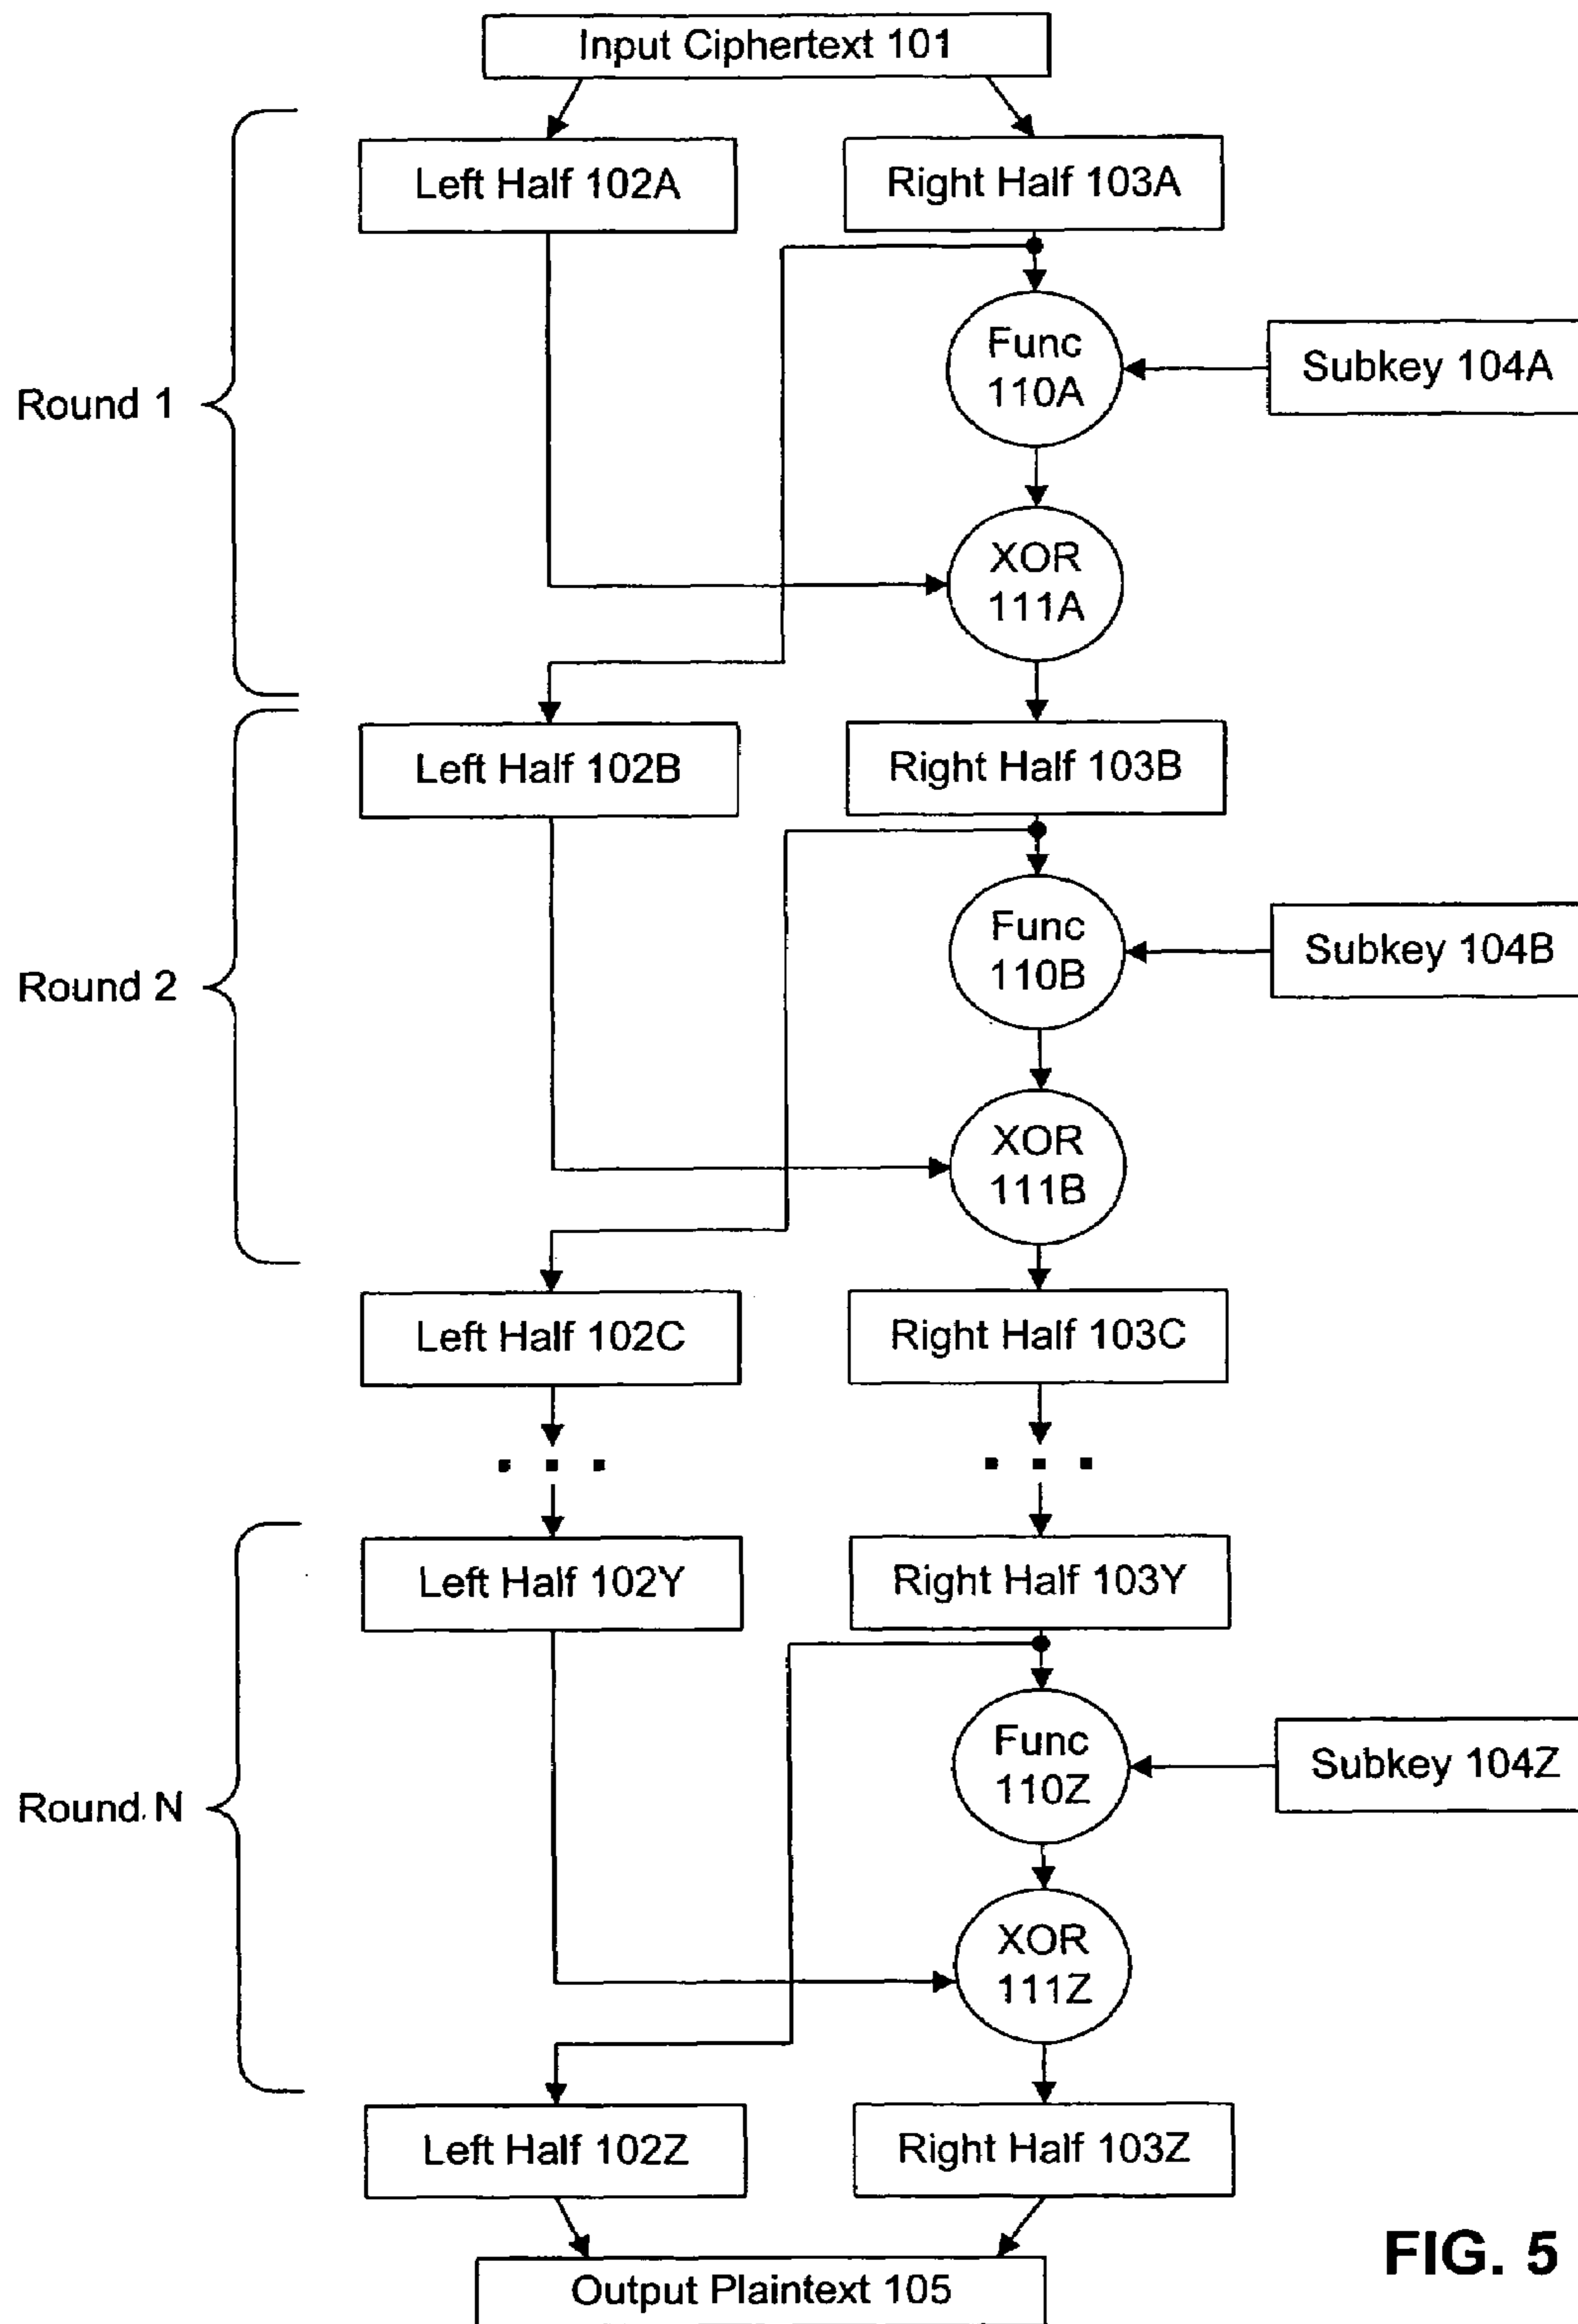 Input Ciphertext 101
Left Half 102A
Right Half 103A
Func
110A
Subkey 104A
Round 1
XOR
111A
Left Half 102B
Right Half 103B
Func
110B
Subkey 104B
Round 2
XOR
111B
Left Half 102C
Right Half 103C
. . .
. . .
Left Half 102Y
Right Half 103Y
Func
110Z
Subkey 104Z
Round N
XOR
111Z
Left Half 102Z
Right Half 103Z
Output Plaintext 105
FIG. 5